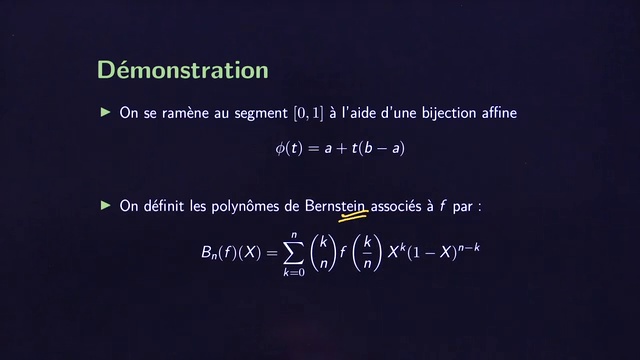 Démonstration
▶ On se ramène au segment [0, 1] à l'aide d'une bijection affine
ϕ(t) = a + t(b − a)
▶ On définit les polynômes de Bernstein associés à f par :
B_n(f)(X) = \sum_{k=0}^{n} \binom{k}{n} f\left(\frac{k}{n}\right) X^k (1 − X)^{n−k}